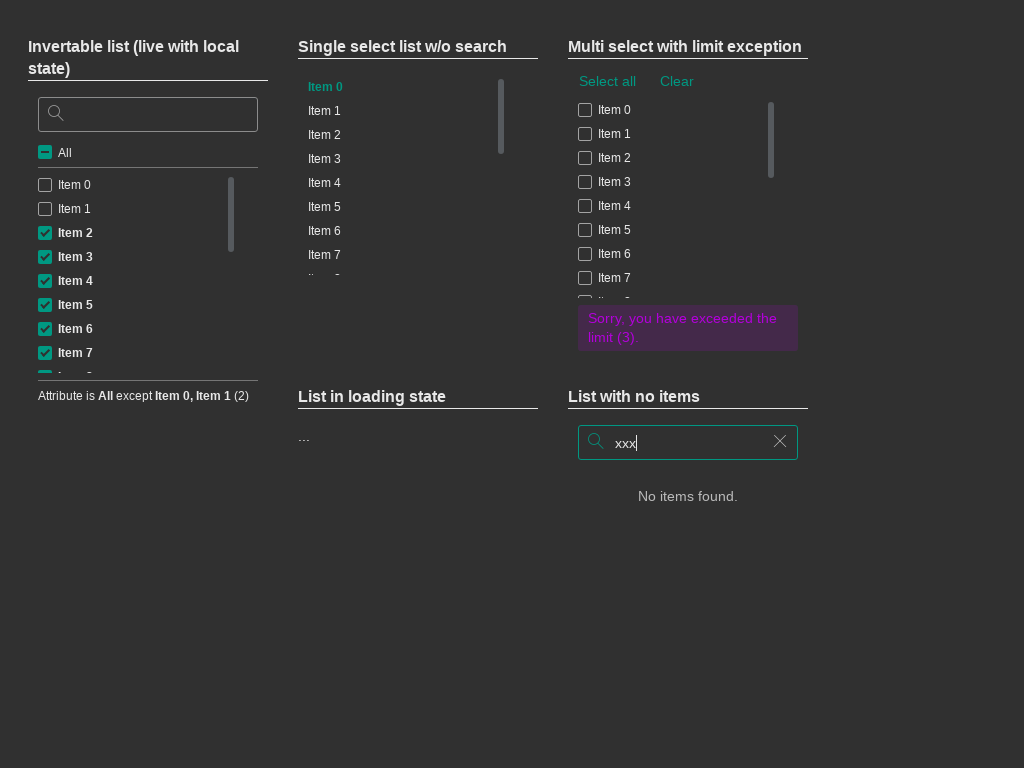 Invertable list (live with local
state)
All
Item 0
Item 1
Item 2
Item 3
Item 4
Item 5
Item 6
Item 7
Attribute is All except Item 0, Item 1 (2)
Single select list w/o search
Item 0
Item 1
Item 2
Item 3
Item 4
Item 5
Item 6
Item 7
Multi select with limit exception
Select all Clear
Item 0
Item 1
Item 2
Item 3
Item 4
Item 5
Item 6
Item 7
Sorry, you have exceeded the
limit (3).
List in loading state
...
List with no items
xxx
No items found.